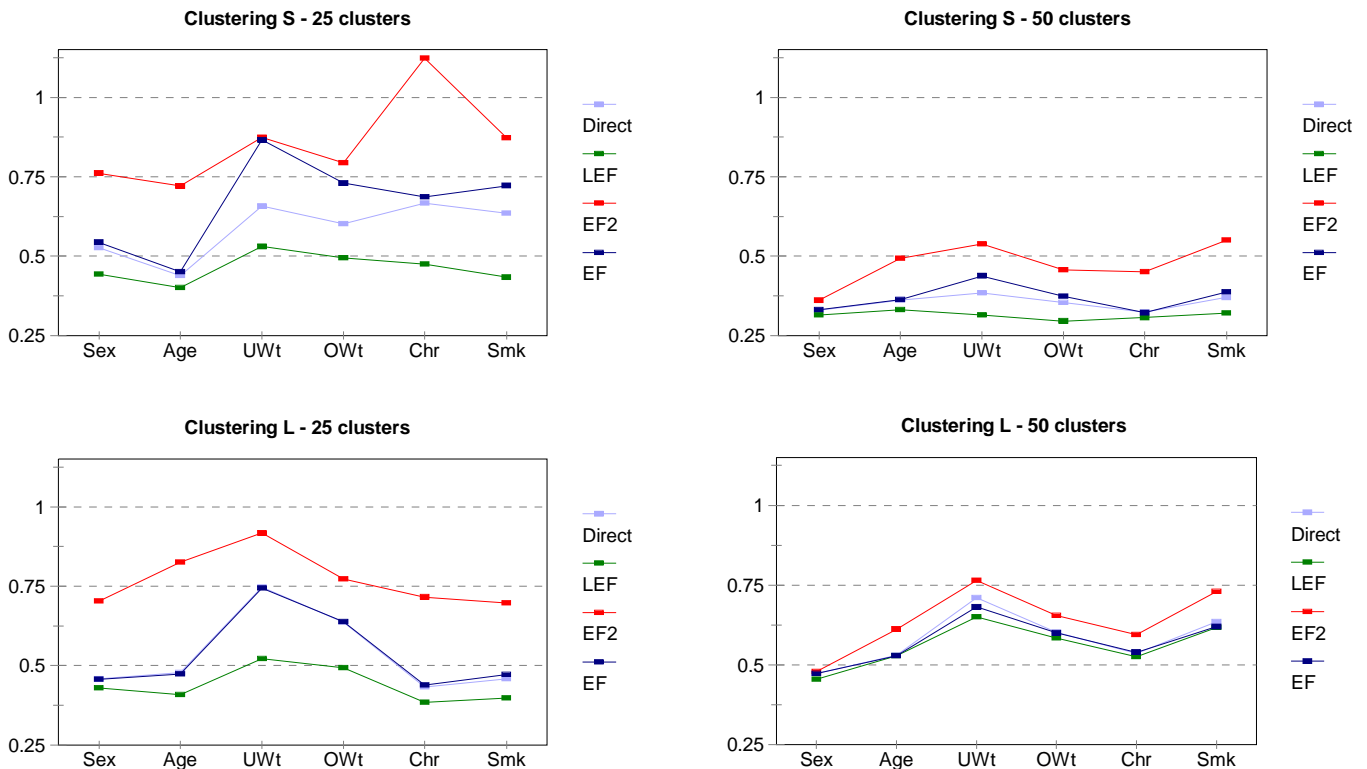 Clustering S - 25 clusters
1
0.75
0.5
0.25
Sex Age UWt OWt Chr Smk
Direct
LEF
EF2
EF
Clustering S - 50 clusters
1
0.75
0.5
0.25
Sex Age UWt OWt Chr Smk
Direct
LEF
EF2
EF
Clustering L - 25 clusters
1
0.75
0.5
0.25
Sex Age UWt OWt Chr Smk
Direct
LEF
EF2
EF
Clustering L - 50 clusters
1
0.75
0.5
0.25
Sex Age UWt OWt Chr Smk
Direct
LEF
EF2
EF